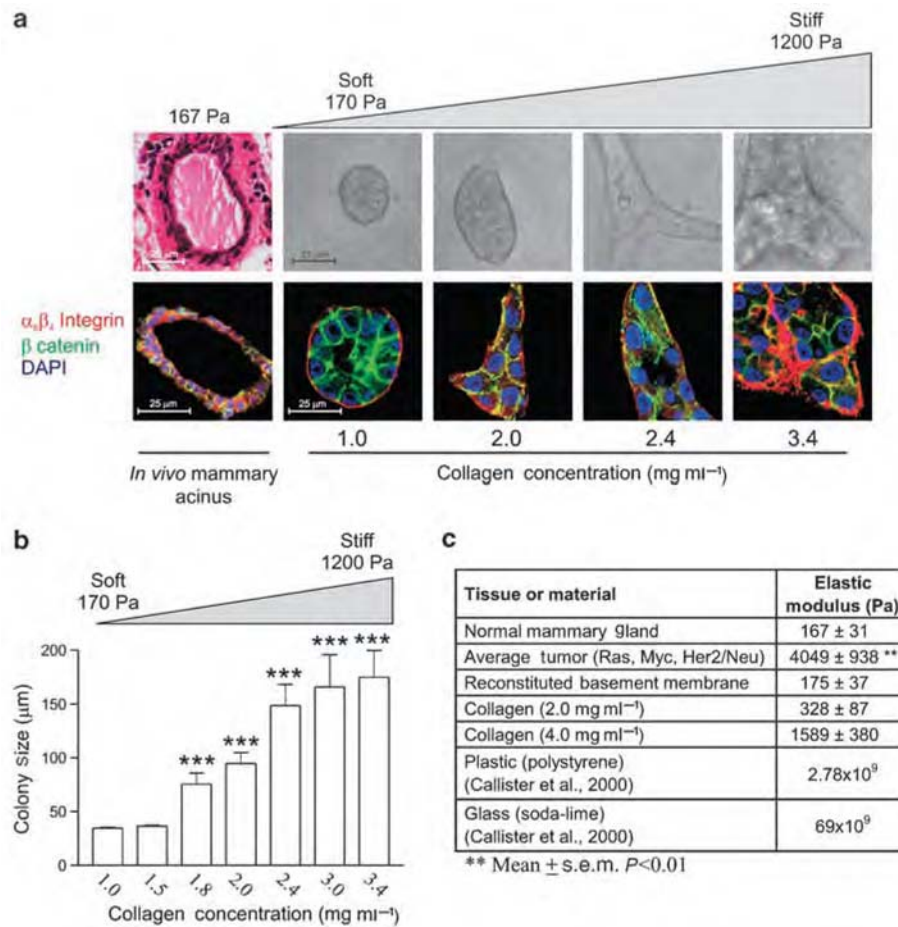 a
Stiff
1200 Pa
Soft
170 Pa
167 Pa
25 μm
α₆β₄ Integrin
β catenin
DAPI
25 μm
25 μm
1.0
2.0
2.4
3.4
In vivo mammary
acinus
Collagen concentration (mg ml⁻¹)
b
Stiff
1200 Pa
Soft
170 Pa
200
150
100
50
0
Colony size (μm)
***
***
***
***
***
1.0
1.5
1.8
2.0
2.4
3.0
3.4
Collagen concentration (mg ml⁻¹)
c
Tissue or material
Elastic
modulus (Pa)
Normal mammary gland
167 ± 31
Average tumor (Ras, Myc, Her2/Neu)
4049 ± 938 **
Reconstituted basement membrane
175 ± 37
Collagen (2.0 mg ml⁻¹)
328 ± 87
Collagen (4.0 mg ml⁻¹)
1589 ± 380
Plastic (polystyrene)
(Callister et al., 2000)
2.78x10⁹
Glass (soda-lime)
(Callister et al., 2000)
69x10⁹
** Mean ± s.e.m. P<0.01